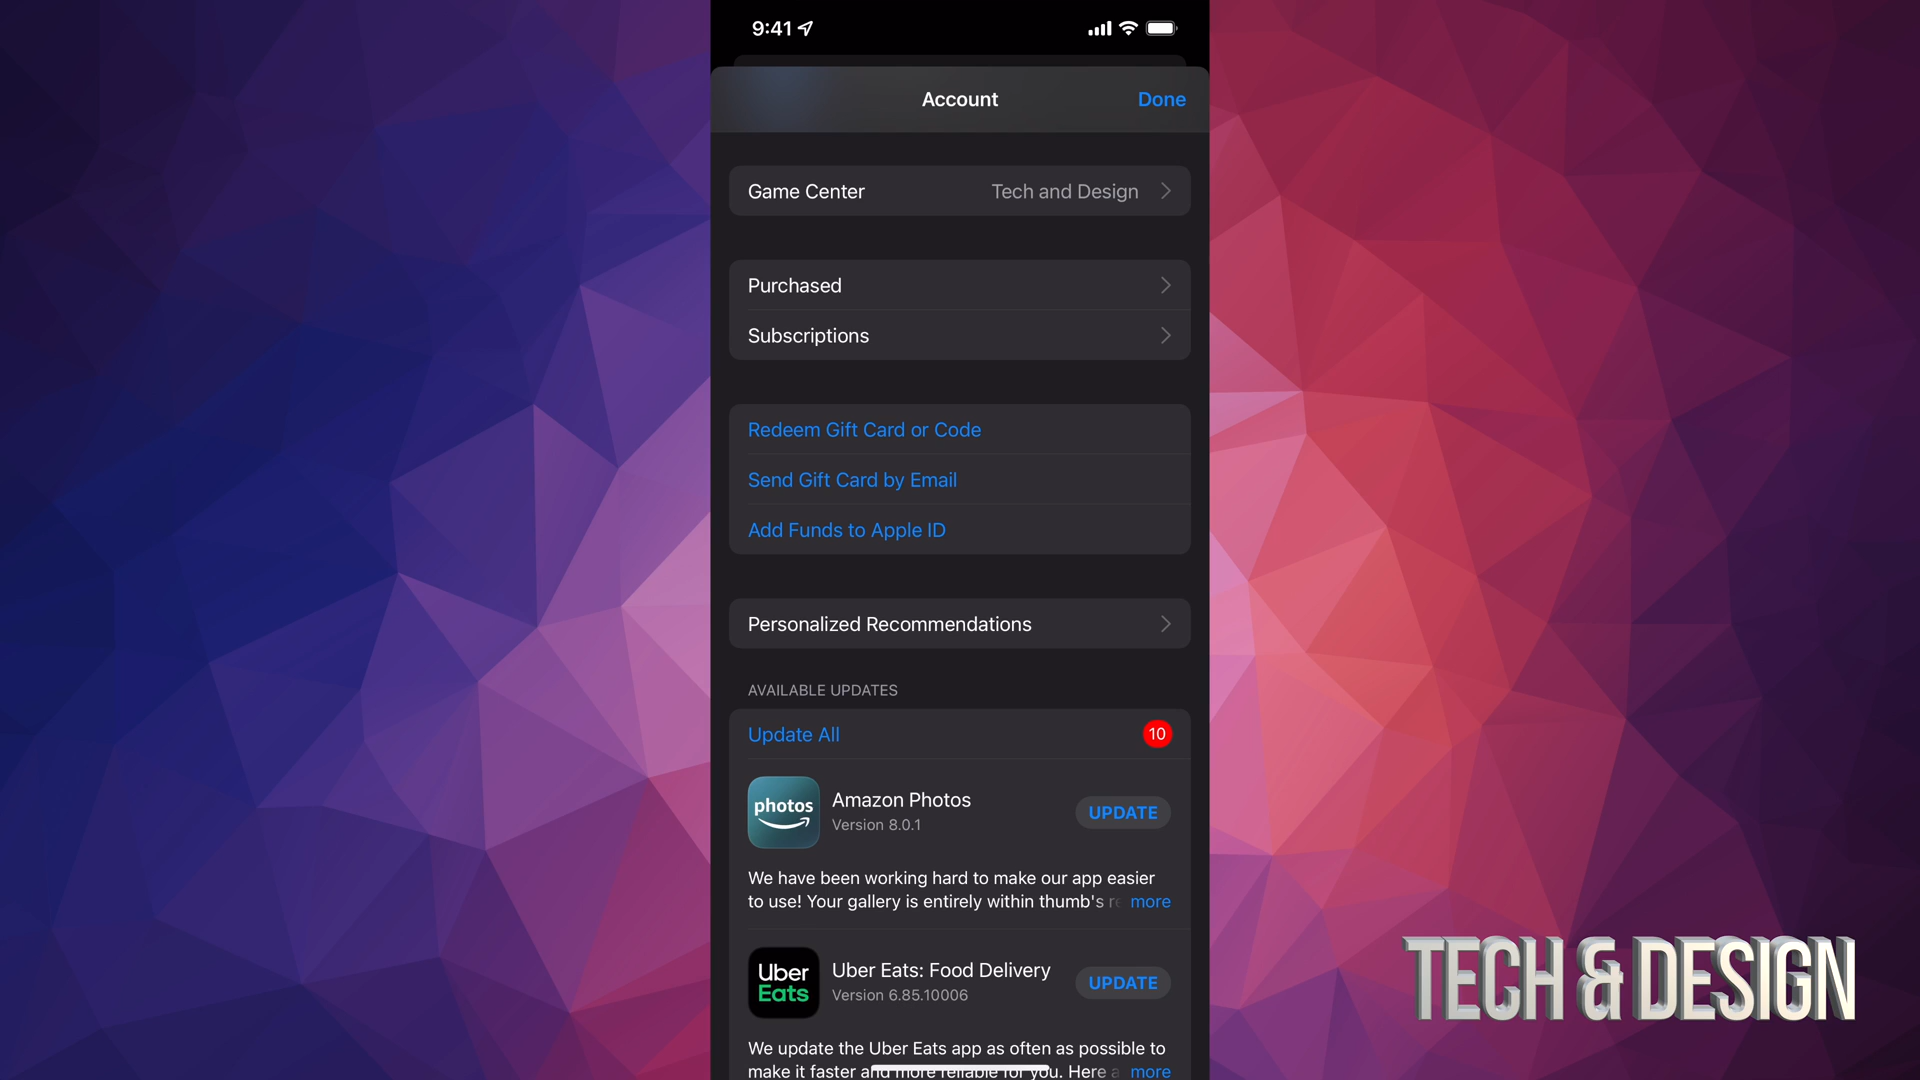 9:41
Account
Done
Game Center
Tech and Design
Purchased
Subscriptions
Redeem Gift Card or Code
Send Gift Card by Email
Add Funds to Apple ID
Personalized Recommendations
AVAILABLE UPDATES
Update All
10
photos
Amazon Photos
Version 8.0.1
UPDATE
We have been working hard to make our app easier
to use! Your gallery is entirely within thumb's more
Uber
Eats
Uber Eats: Food Delivery
Version 6.85.10006
UPDATE
We update the Uber Eats app as often as possible to
make it faster and more reliable for you. Here more
TECH & DESIGN